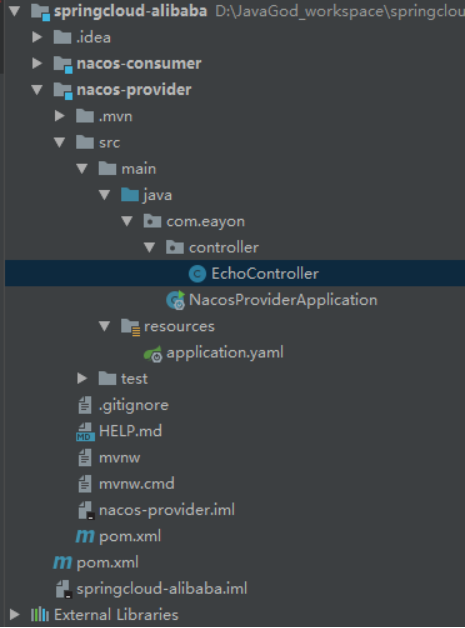 springcloud-alibaba D:\JavaGod_workspace\springclou
.idea
nacos-consumer
nacos-provider
.mvn
src
main
java
com.eayon
controller
EchoController
NacosProviderApplication
resources
application.yaml
test
.gitignore
HELP.md
mvnw
mvnw.cmd
nacos-provider.iml
pom.xml
pom.xml
springcloud-alibaba.iml
External Libraries